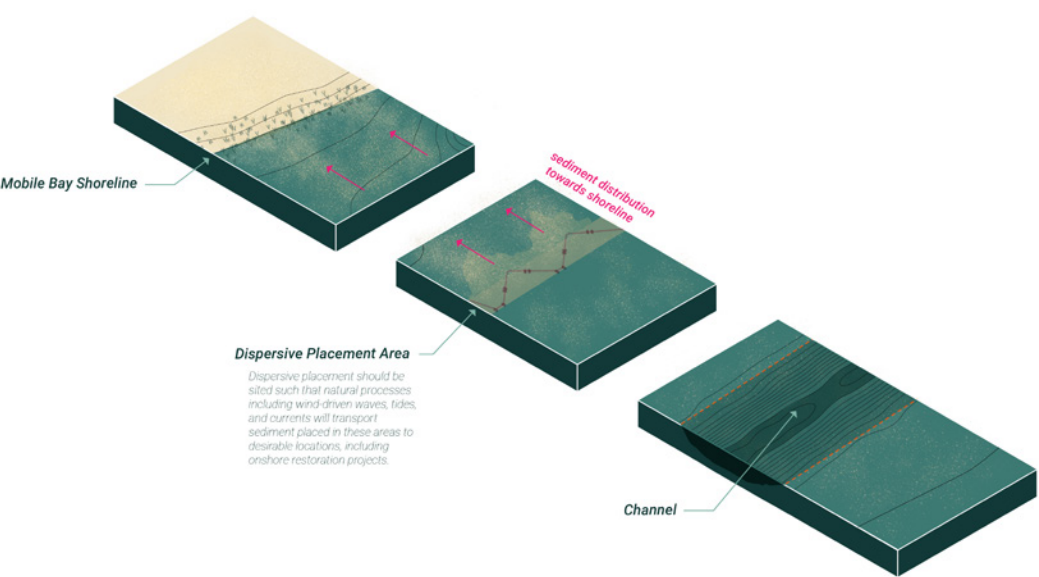 Mobile Bay Shoreline
sediment distribution
towards shoreline
Dispersive Placement Area
Dispersive placement should be
sited such that natural processes
including wind-driven waves, tides,
and currents will transport
sediment placed in these areas to
desirable locations, including
onshore restoration projects.
Channel